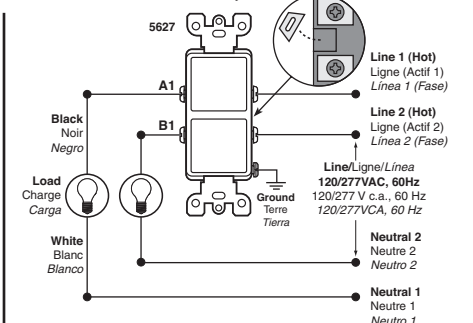 5627
Line 1 (Hot)
Ligne (Actif 1)
Línea 1 (Fase)
A1
Line 2 (Hot)
Ligne (Actif 2)
Línea 2 (Fase)
Black
Noir
Negro
B1
Line/Ligne/Línea
120/277VAC, 60Hz
120/277 V c.a., 60 Hz
120/277VCA, 60 Hz
Load
Charge
Carga
Ground
Terre
Tierra
White
Blanc
Blanco
Neutral 2
Neutre 2
Neutro 2
Neutral 1
Neutre 1
Neutro 1